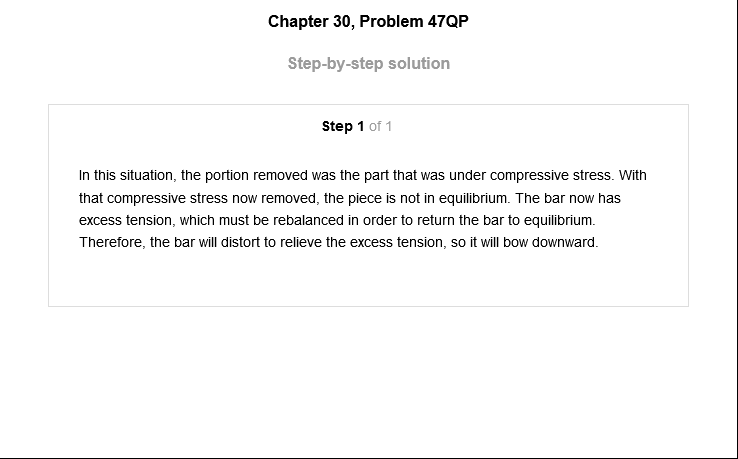 Chapter 30, Problem 47QP
Step-by-step solution
Step 1 of 1
In this situation, the portion removed was the part that was under compressive stress. With
that compressive stress now removed, the piece is not in equilibrium. The bar now has
excess tension, which must be rebalanced in order to return the bar to equilibrium.
Therefore, the bar will distort to relieve the excess tension, so it will bow downward.